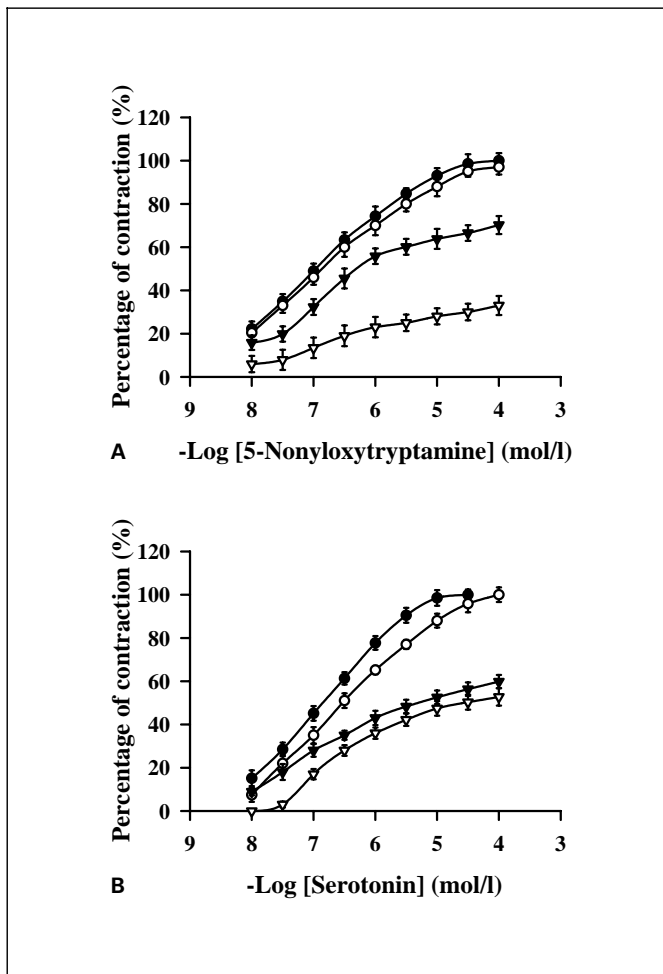 Percentage of contraction (%)
120
100
80
60
40
20
0
9 8 7 6 5 4 3
A -Log [5-Nonyloxytryptamine] (mol/l)
Percentage of contraction (%)
120
100
80
60
40
20
0
9 8 7 6 5 4 3
B -Log [Serotonin] (mol/l)